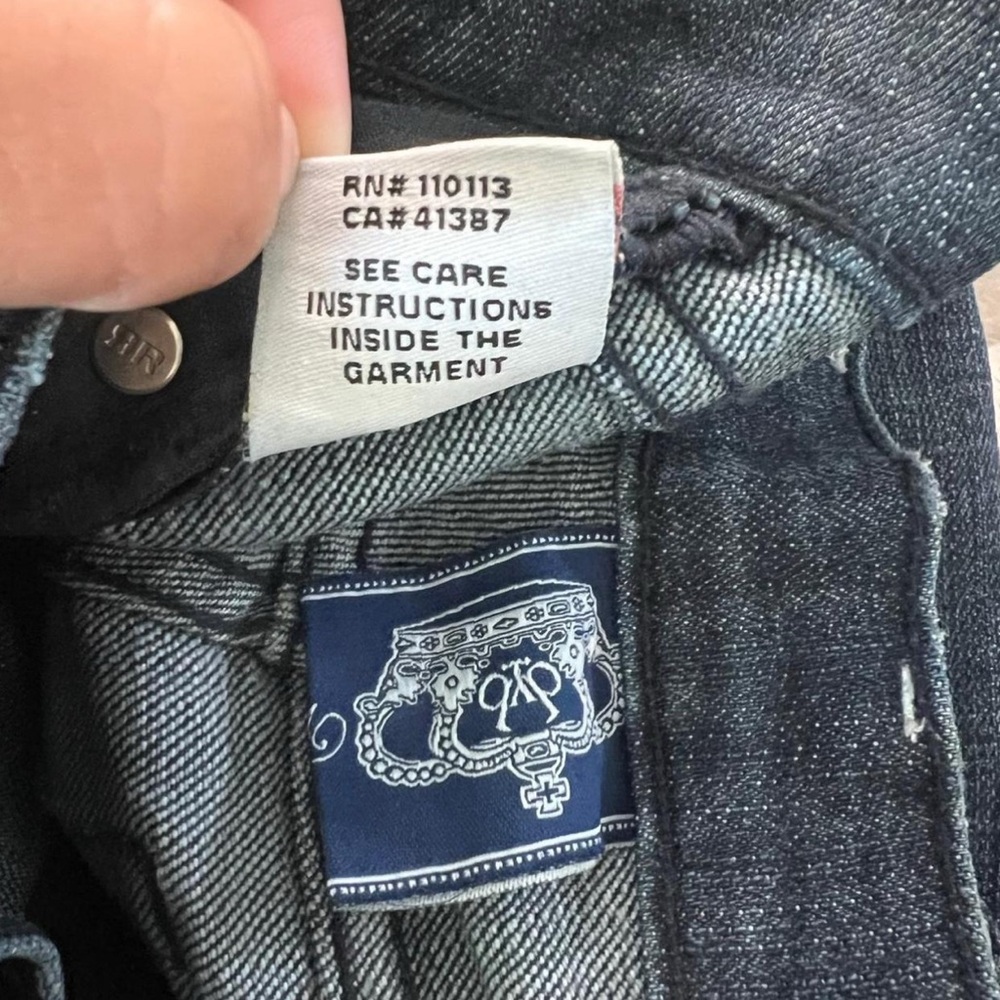 RN# 110113
CA# 41387
SEE CARE
INSTRUCTIONS
INSIDE THE
GARMENT